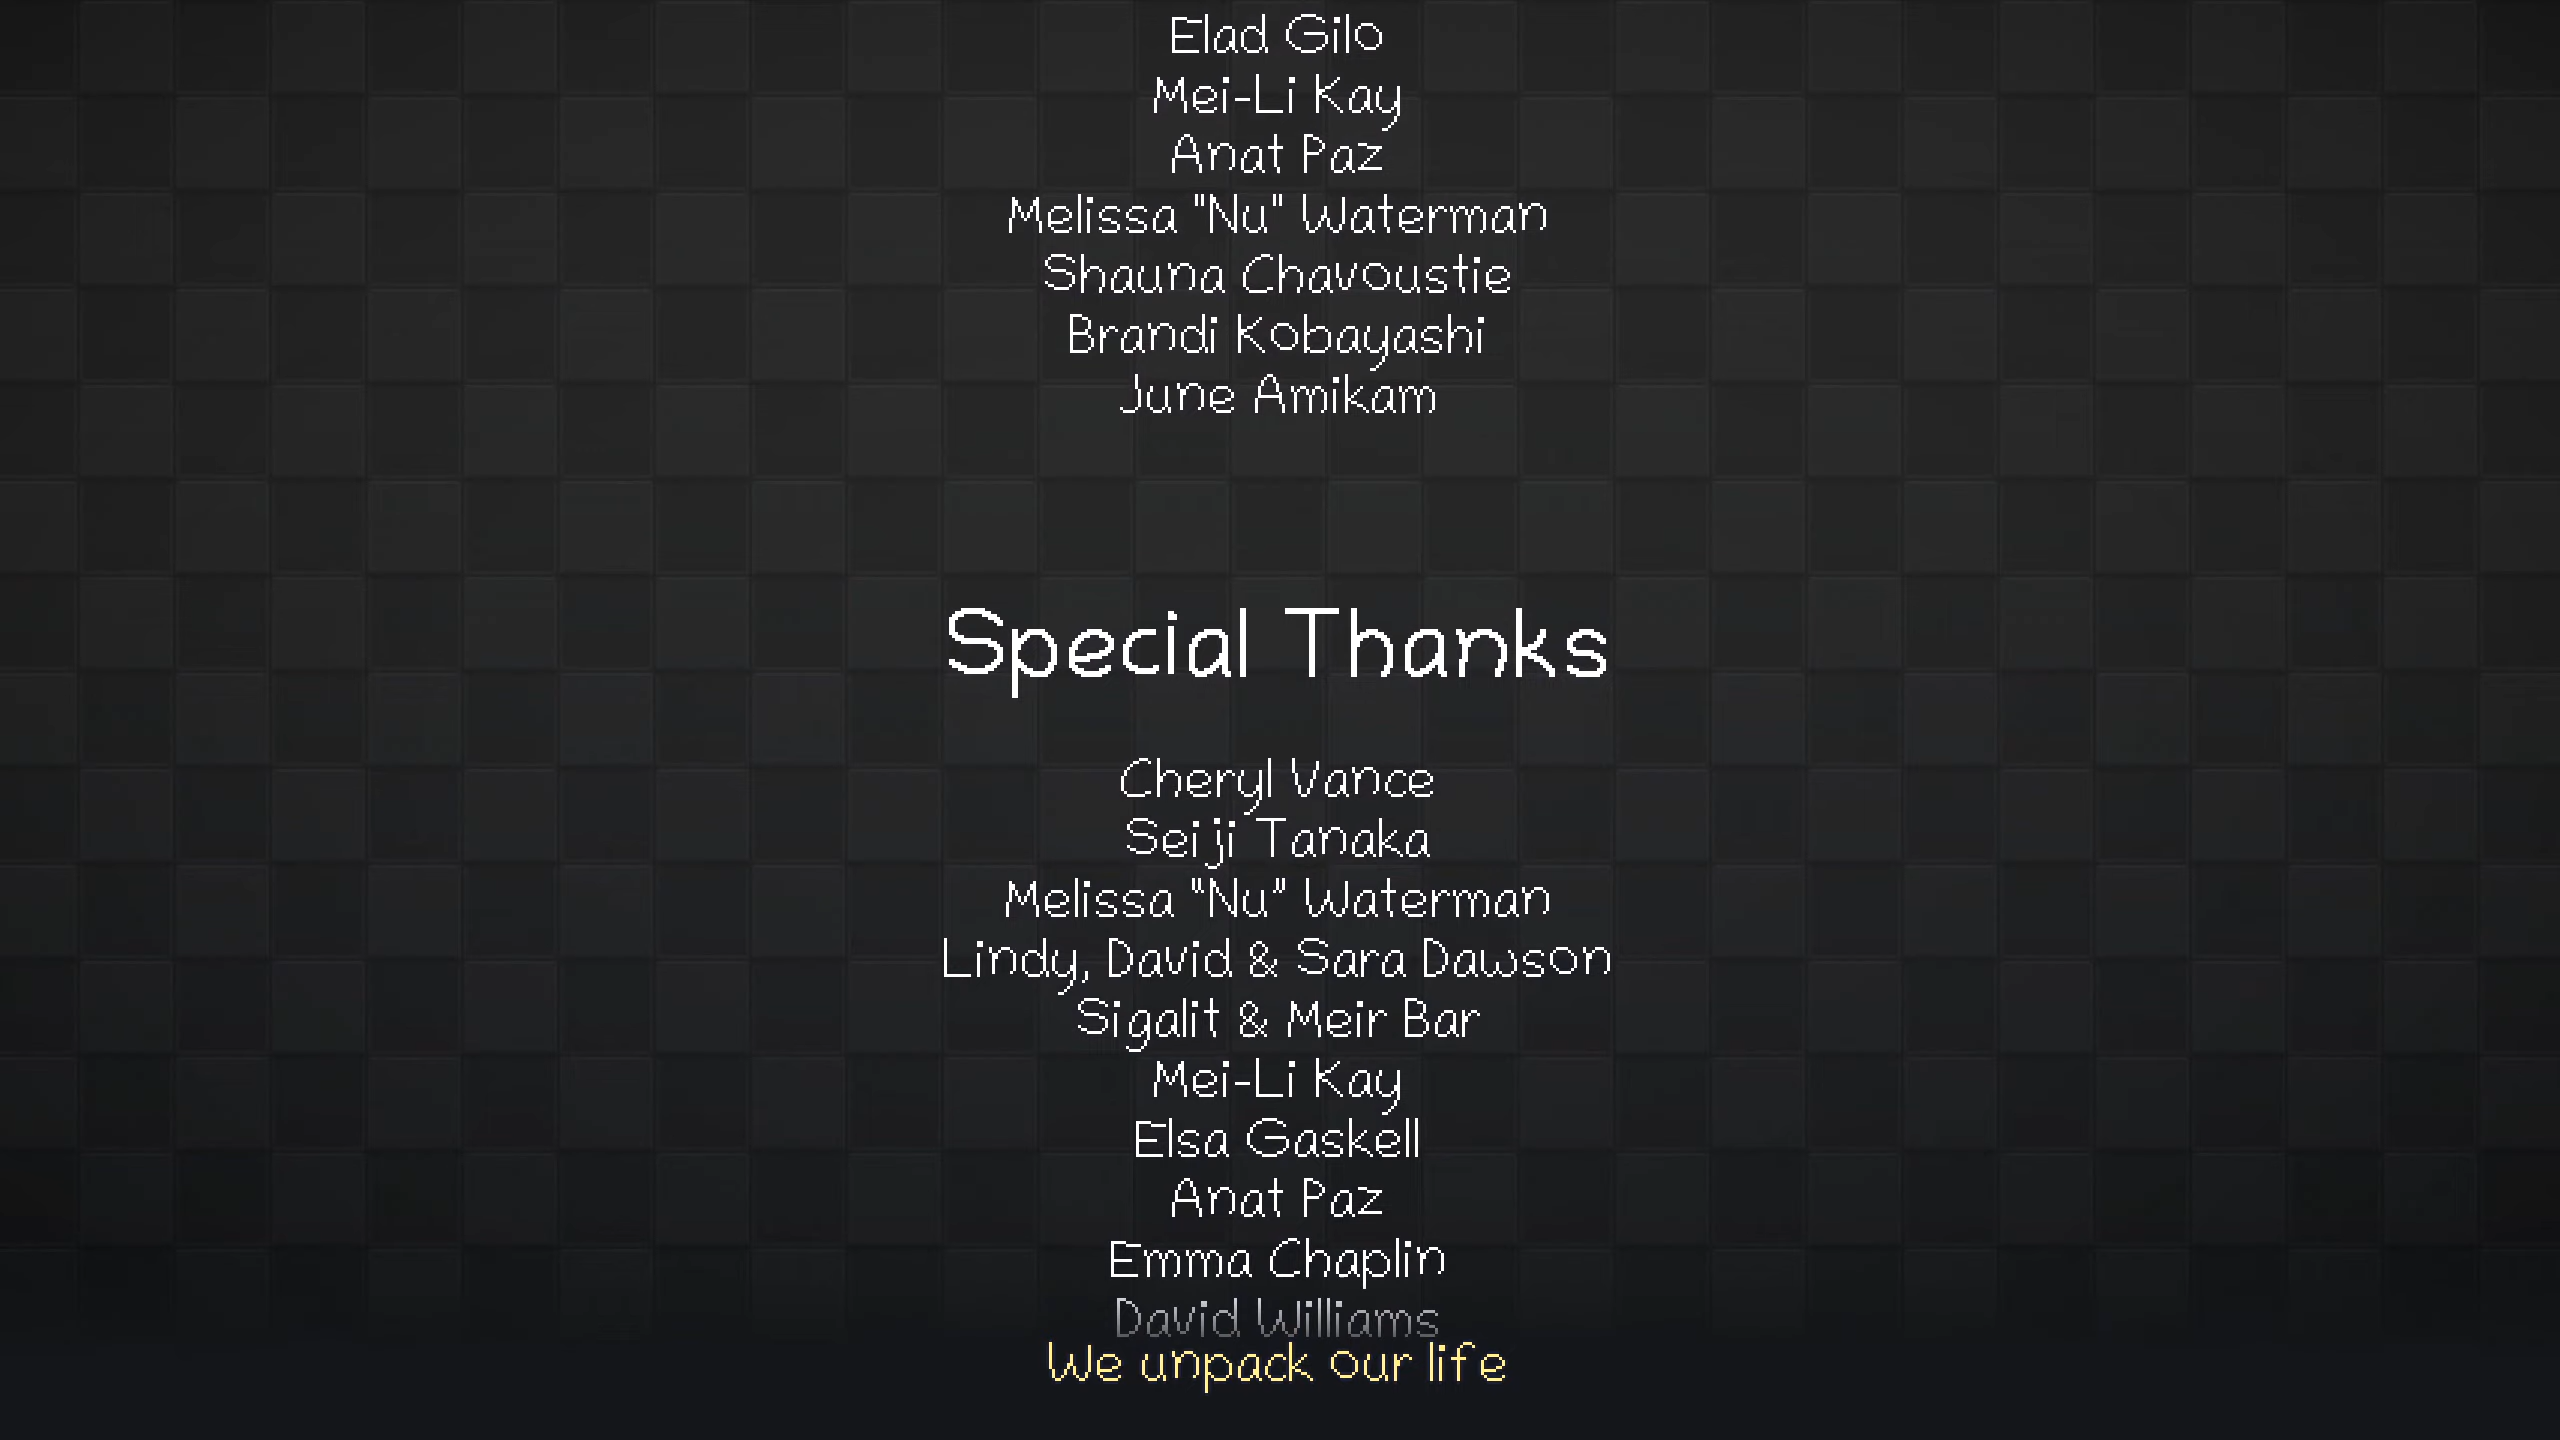 Elad Gilo
Mei-Li Kay
Anat Paz
Melissa "Nu" Waterman
Shauna Chavoustie
Brandi Kobayashi
June Amikam
Special Thanks
Cheryl Vance
Seiji Tanaka
Melissa “Nu” Waterman
Lindy, David & Sara Dawson
Sigalit & Meir Bar
Mei-Li Kay
Elsa Gaskell
Anat Paz
Emma Chaplin
David Williams
We unpack our life